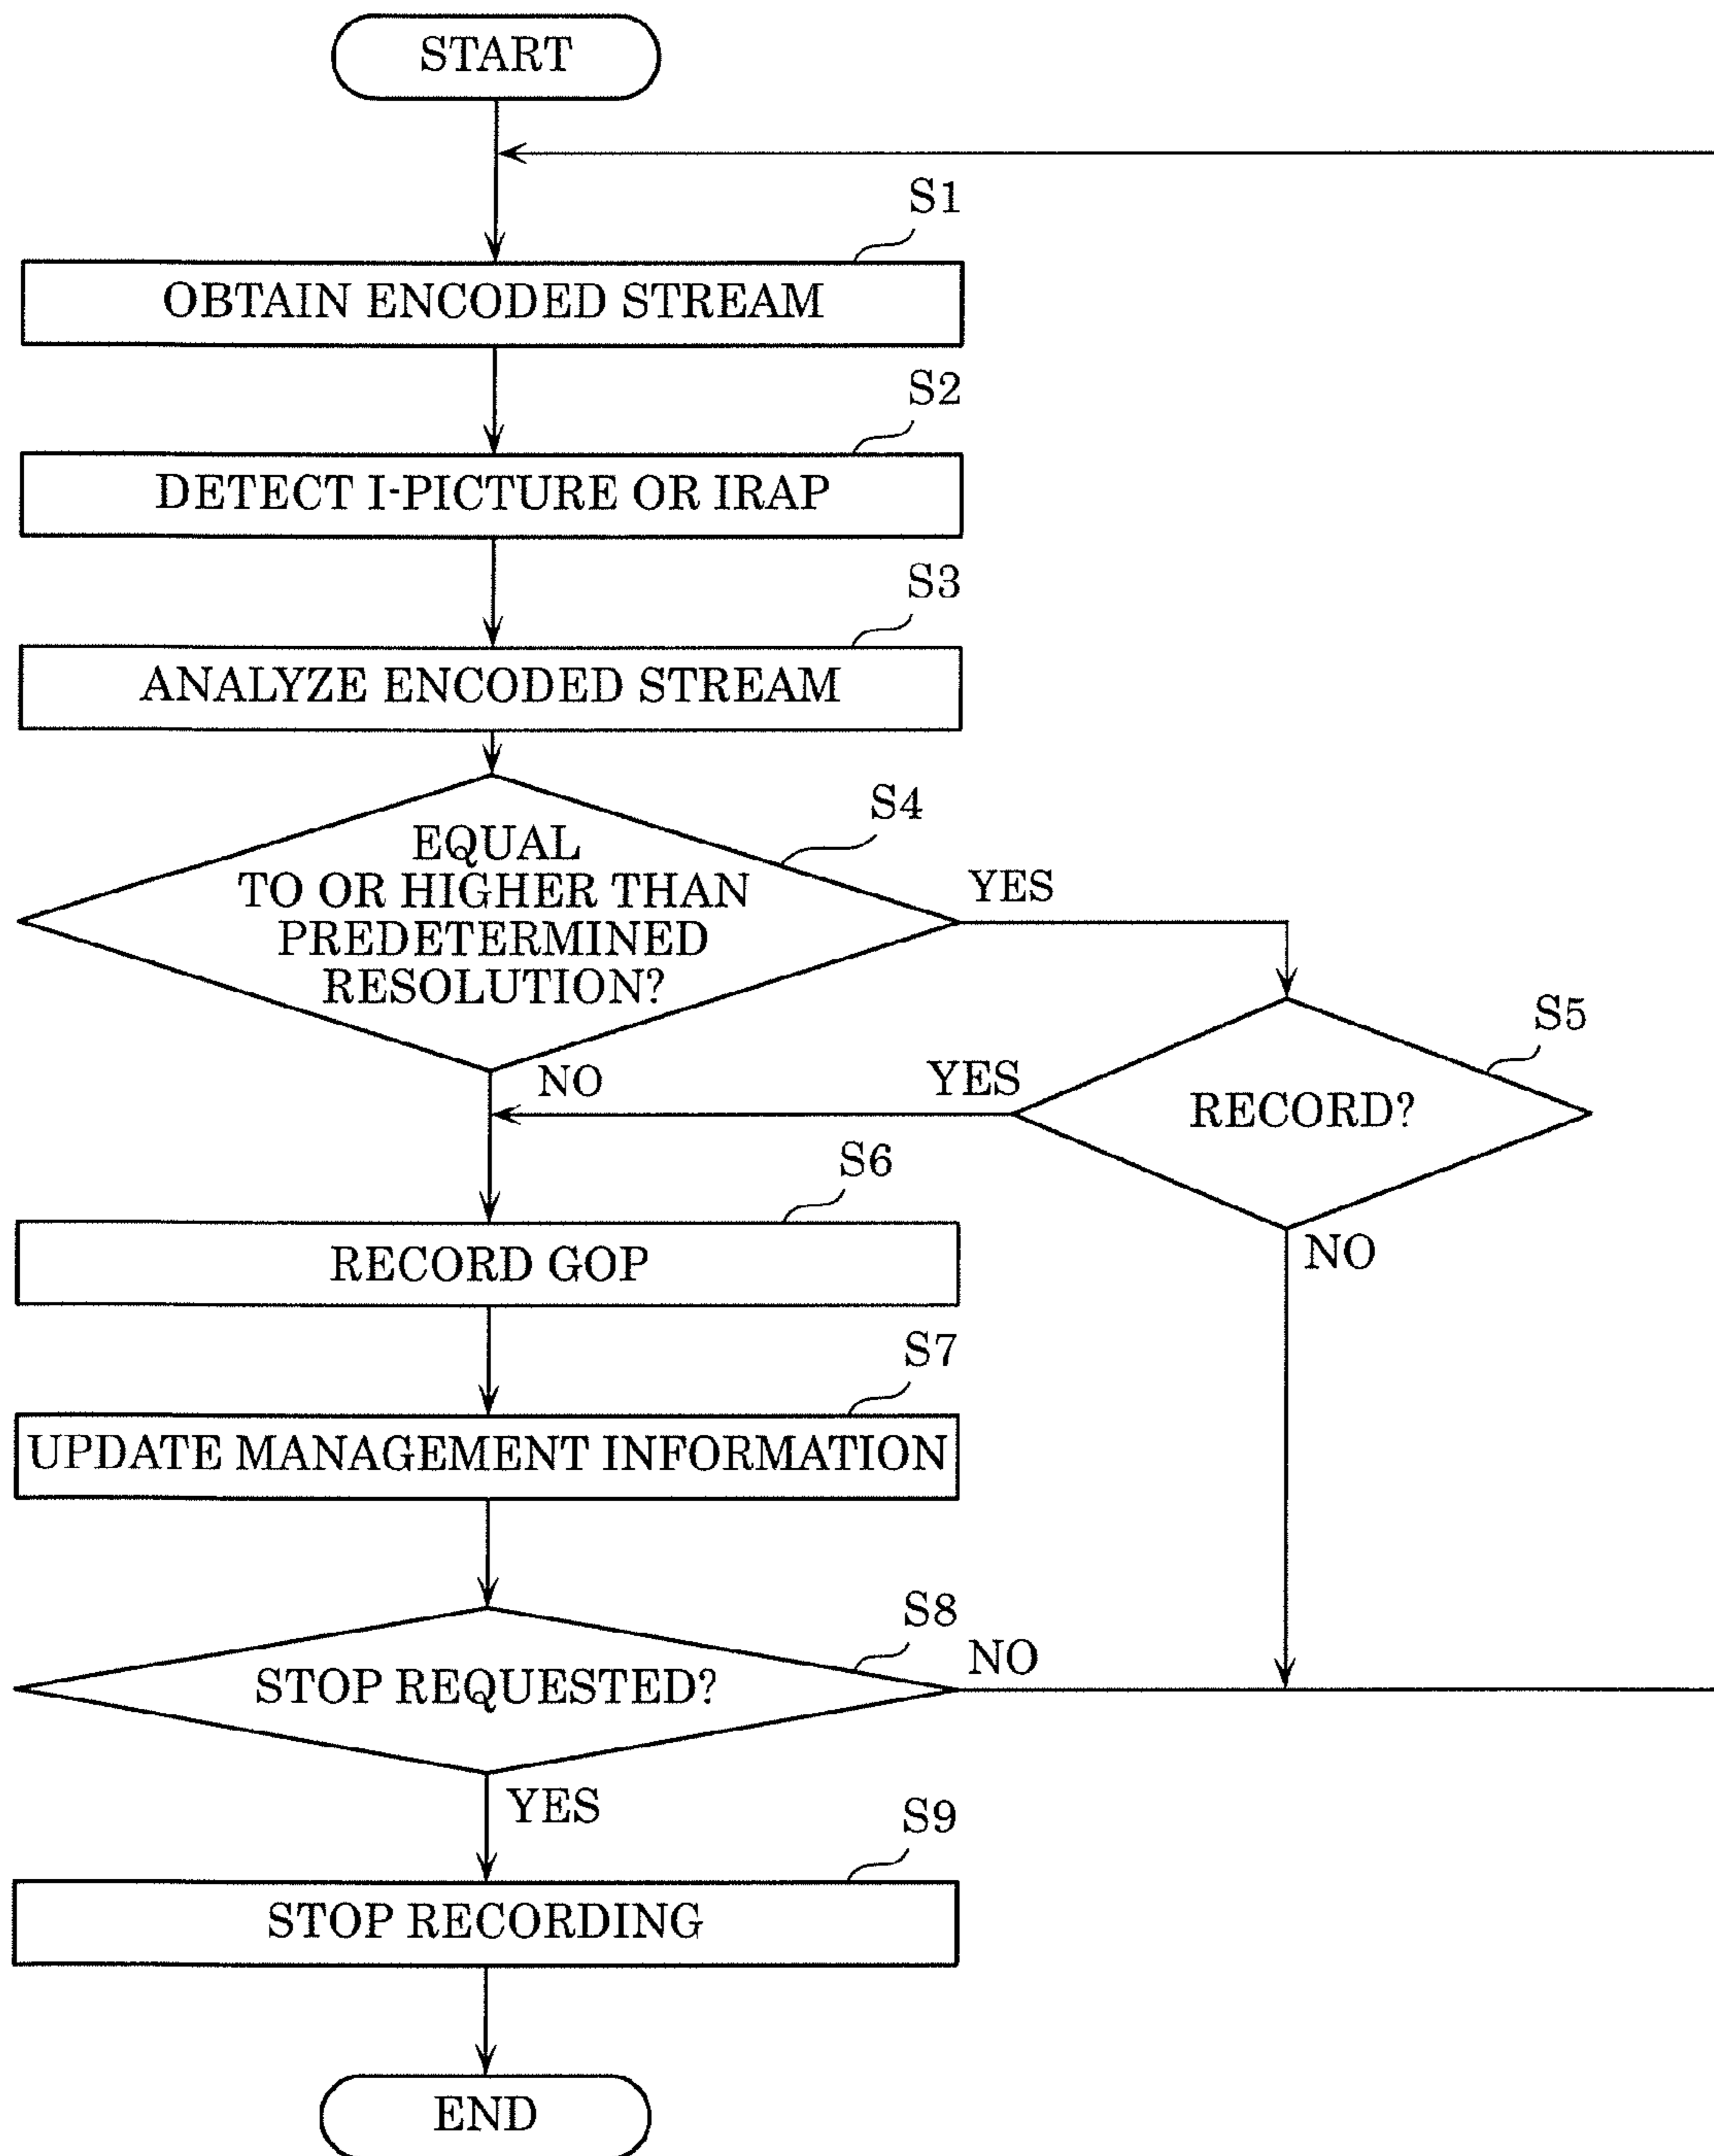 START
S1
OBTAIN ENCODED STREAM
S2
DETECT I-PICTURE OR IRAP
S3
ANALYZE ENCODED STREAM
S4
EQUAL
TO OR HIGHER THAN
PREDETERMINED
RESOLUTION?
YES
NO
S5
RECORD?
YES
NO
S6
RECORD GOP
S7
UPDATE MANAGEMENT INFORMATION
S8
STOP REQUESTED?
NO
YES
S9
STOP RECORDING
END